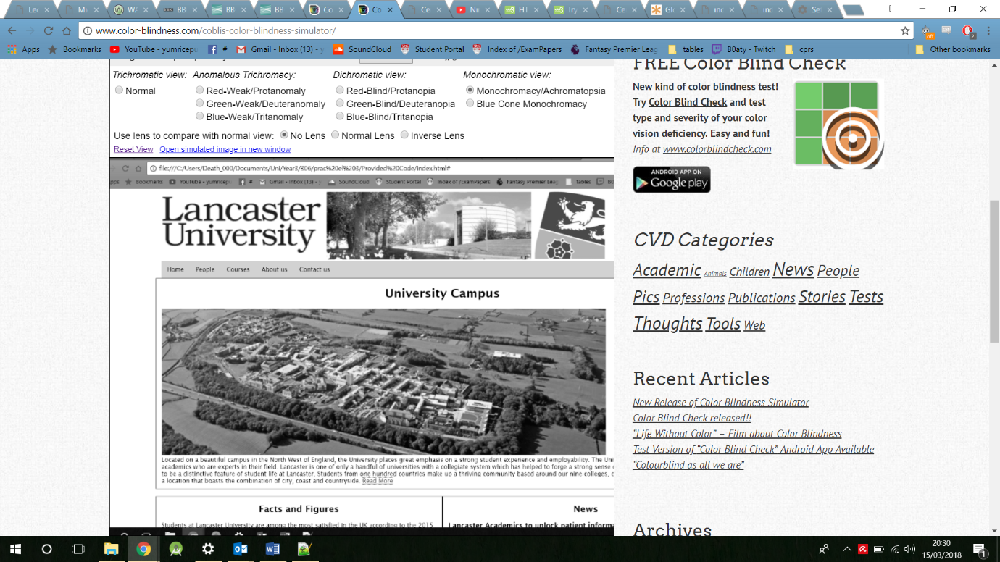 Lec
Mic
WA
BB
BB
BB
Co
Co
Ce
Nir
HT
Try
Ce
Glo
inc
inc
Set
www.color-blindness.com/coblis-color-blindness-simulator/
off
2
Apps Bookmarks YouTube - yumricepu # Gmail - Inbox (13) - y SoundCloud Student Portal Index of /ExamPapers Fantasy Premier Leag tables B0aty - Twitch cprs Other bookmarks
Trichromatic view: Anomalous Trichromacy: Dichromatic view: Monochromatic view:
Normal Red-Weak/Protanomaly Red-Blind/Protanopia Monochromacy/Achromatopsia
Green-Weak/Deuteranomaly Green-Blind/Deuteranopia Blue Cone Monochromacy
Blue-Weak/Tritanomaly Blue-Blind/Tritanopia
Use lens to compare with normal view: No Lens Normal Lens Inverse Lens
Reset View Open simulated image in new window
file:///C:/Users/Death_000/Documents/Uni/Year3/306/prac%20el%203/Provided%20Code/index.html#
pps Bookmarks YouTube - yumricepu # Gmail - Inbox (13) - y SoundCloud Student Portal Index of /ExamPapers Fantasy Premier Leag tables B0
Lancaster
University
Home People Courses About us Contact us
University Campus
Located on a beautiful campus in the North West of England, the University places great emphasis on a strong student experience and employability. The Uni
academics who are experts in their field. Lancaster is one of only a handful of universities with a collegiate system which has helped to forge a strong sense o
to be a distinctive feature of student life at Lancaster. Students from one hundred countries make up a thriving community based around our nine colleges, c
a location that boasts the combination of city, coast and countryside. Read More
Facts and Figures
Students at Lancaster University are among the most satisfied in the UK according to the 2015
News
Lancaster Academics to unlock patient informa
FREE Color Blind Check
New kind of color blindness test!
Try Color Blind Check and test
type and severity of your color
vision deficiency. Easy and fun!
Info at www.colorblindcheck.com
ANDROID APP ON
Google play
CVD Categories
Academic Animals Children News People
Pics Professions Publications Stories Tests
Thoughts Tools Web
Recent Articles
New Release of Color Blindness Simulator
Color Blind Check released!!
“Life Without Color” – Film about Color Blindness
Test Version of “Color Blind Check” Android App Available
“Colourblind as all we are”
Archives
20:30
15/03/2018
1